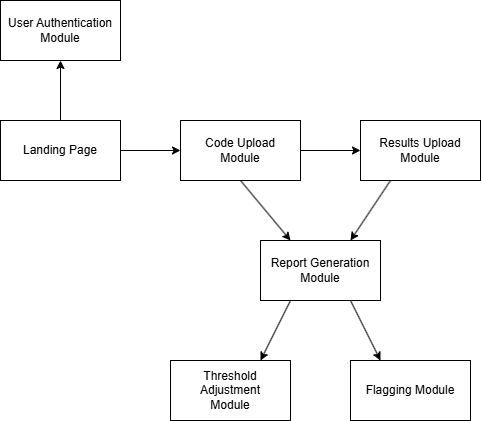 User Authentication
Module
Landing Page
Code Upload
Module
Results Upload
Module
Report Generation
Module
Threshold
Adjustment
Module
Flagging Module